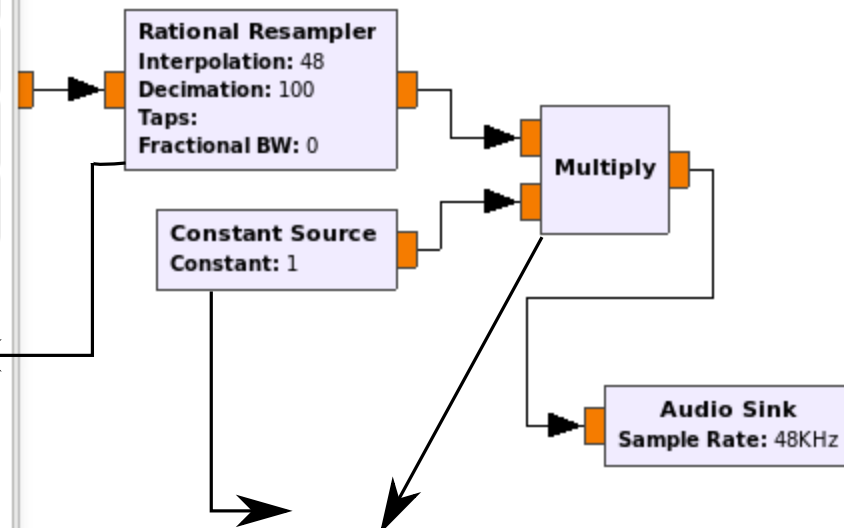 Rational Resampler
Interpolation: 48
Decimation: 100
Taps:
Fractional BW: 0
Multiply
Constant Source
Constant: 1
Audio Sink
Sample Rate: 48KHz